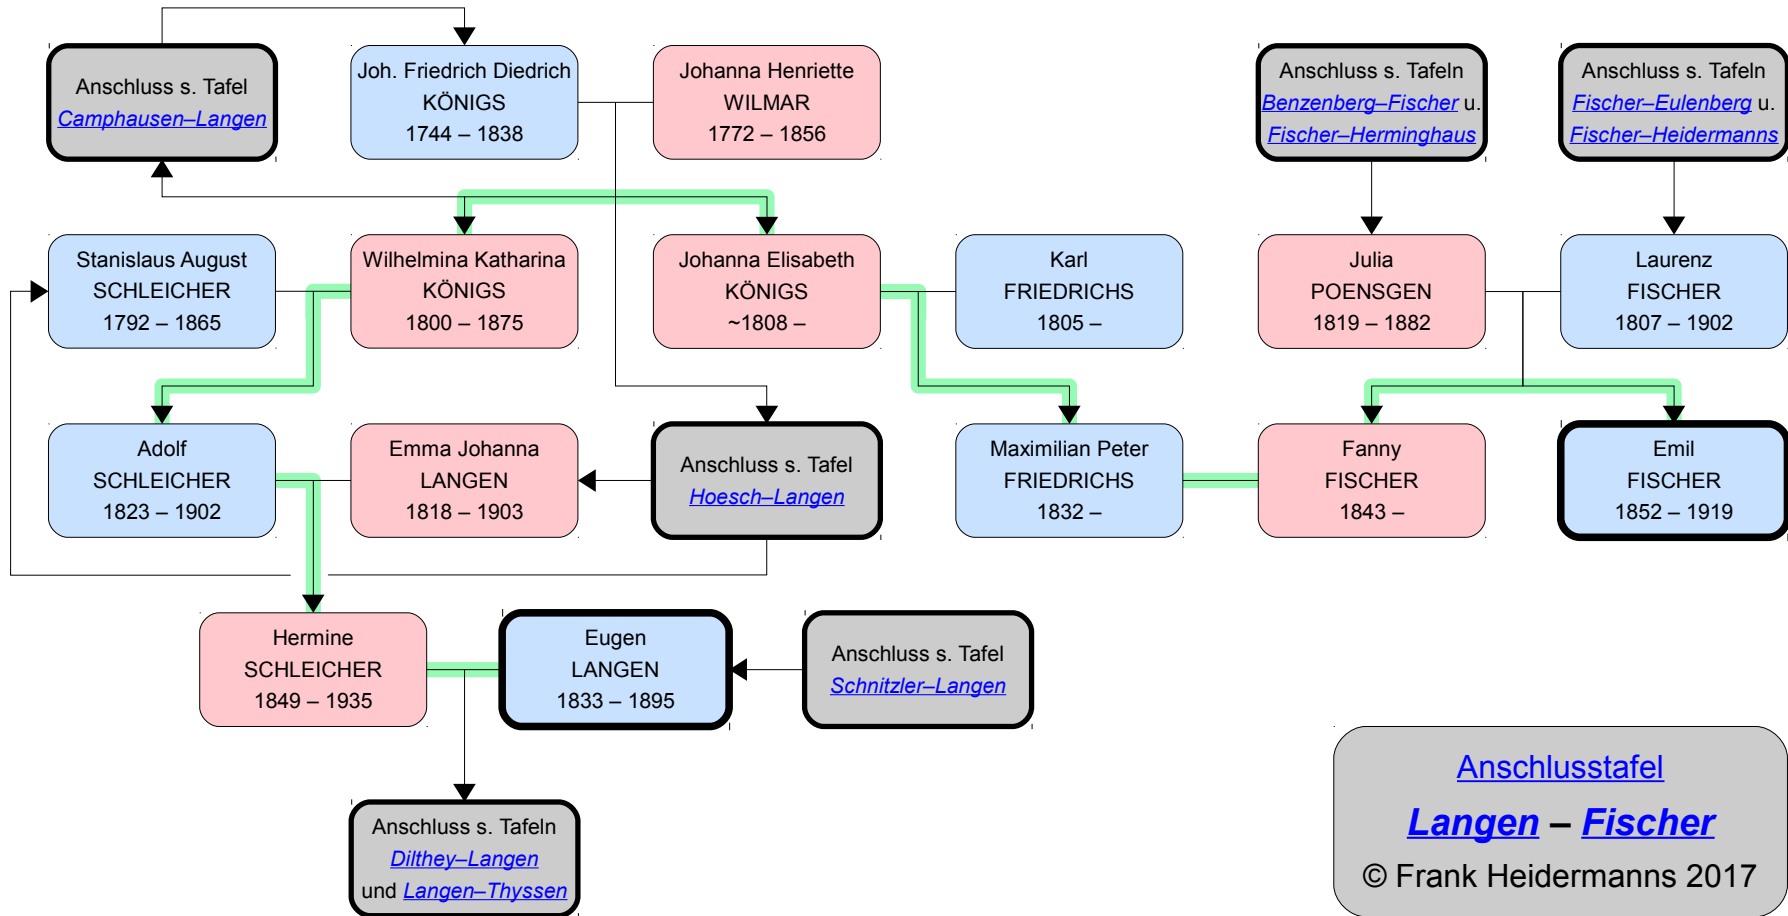 Anschluss s. Tafel
Camphausen–Langen
Joh. Friedrich Diedrich
KÖNIGS
1744 – 1838
Johanna Henriette
WILMAR
1772 – 1856
Anschluss s. Tafeln
Benzenberg–Fischer u.
Fischer–Herminghaus
Anschluss s. Tafeln
Fischer–Eulenberg u.
Fischer–Heidermanns
Stanislaus August
SCHLEICHER
1792 – 1865
Wilhelmina Katharina
KÖNIGS
1800 – 1875
Johanna Elisabeth
KÖNIGS
~1808 –
Karl
FRIEDRICHS
1805 –
Julia
POENSGEN
1819 – 1882
Laurenz
FISCHER
1807 – 1902
Adolf
SCHLEICHER
1823 – 1902
Emma Johanna
LANGEN
1818 – 1903
Anschluss s. Tafel
Hoesch–Langen
Maximilian Peter
FRIEDRICHS
1832 –
Fanny
FISCHER
1843 –
Emil
FISCHER
1852 – 1919
Hermine
SCHLEICHER
1849 – 1935
Eugen
LANGEN
1833 – 1895
Anschluss s. Tafel
Schnitzler–Langen
Anschluss s. Tafeln
Dilthey–Langen
und Langen–Thyssen
Anschlusstafel
Langen – Fischer
© Frank Heidermanns 2017